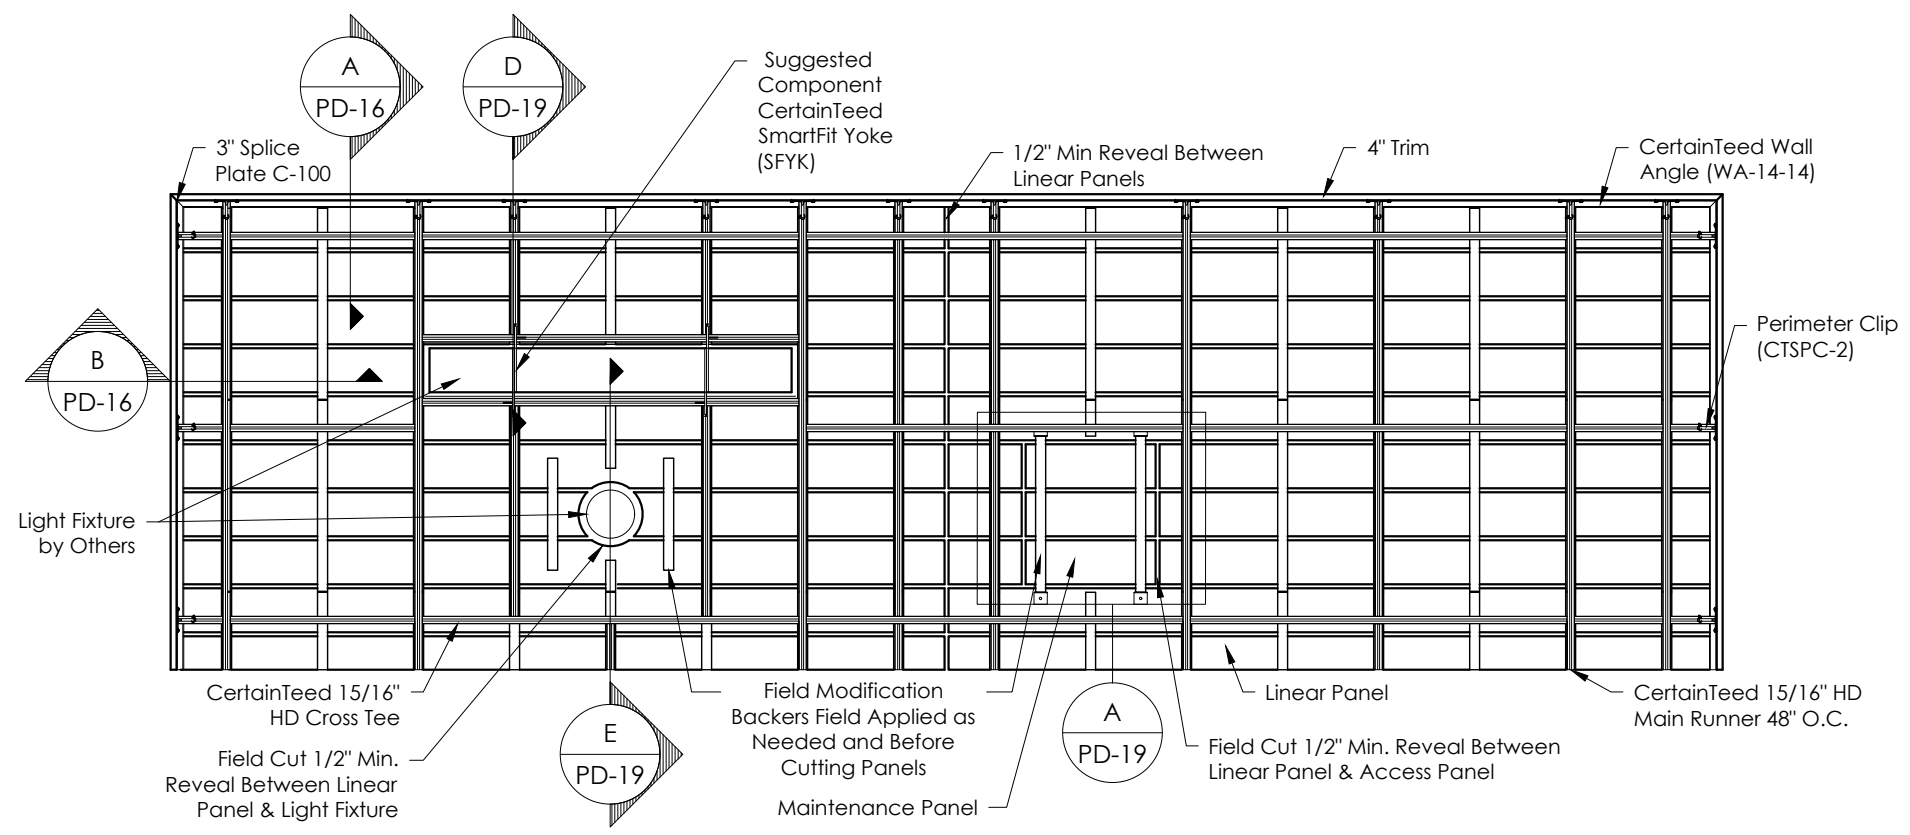 A
PD-16
D
PD-19
Suggested
Component
CertainTeed
SmartFit Yoke
(SFYK)
3" Splice
Plate C-100
1/2" Min Reveal Between
Linear Panels
4" Trim
CertainTeed Wall
Angle (WA-14-14)
B
PD-16
Perimeter Clip
(CTSPC-2)
Light Fixture
by Others
CertainTeed 15/16"
HD Cross Tee
Field Cut 1/2" Min.
Reveal Between Linear
Panel & Light Fixture
E
PD-19
Field Modification
Backers Field Applied as
Needed and Before
Cutting Panels
Maintenance Panel
A
PD-19
Linear Panel
Field Cut 1/2" Min. Reveal Between
Linear Panel & Access Panel
CertainTeed 15/16" HD
Main Runner 48" O.C.